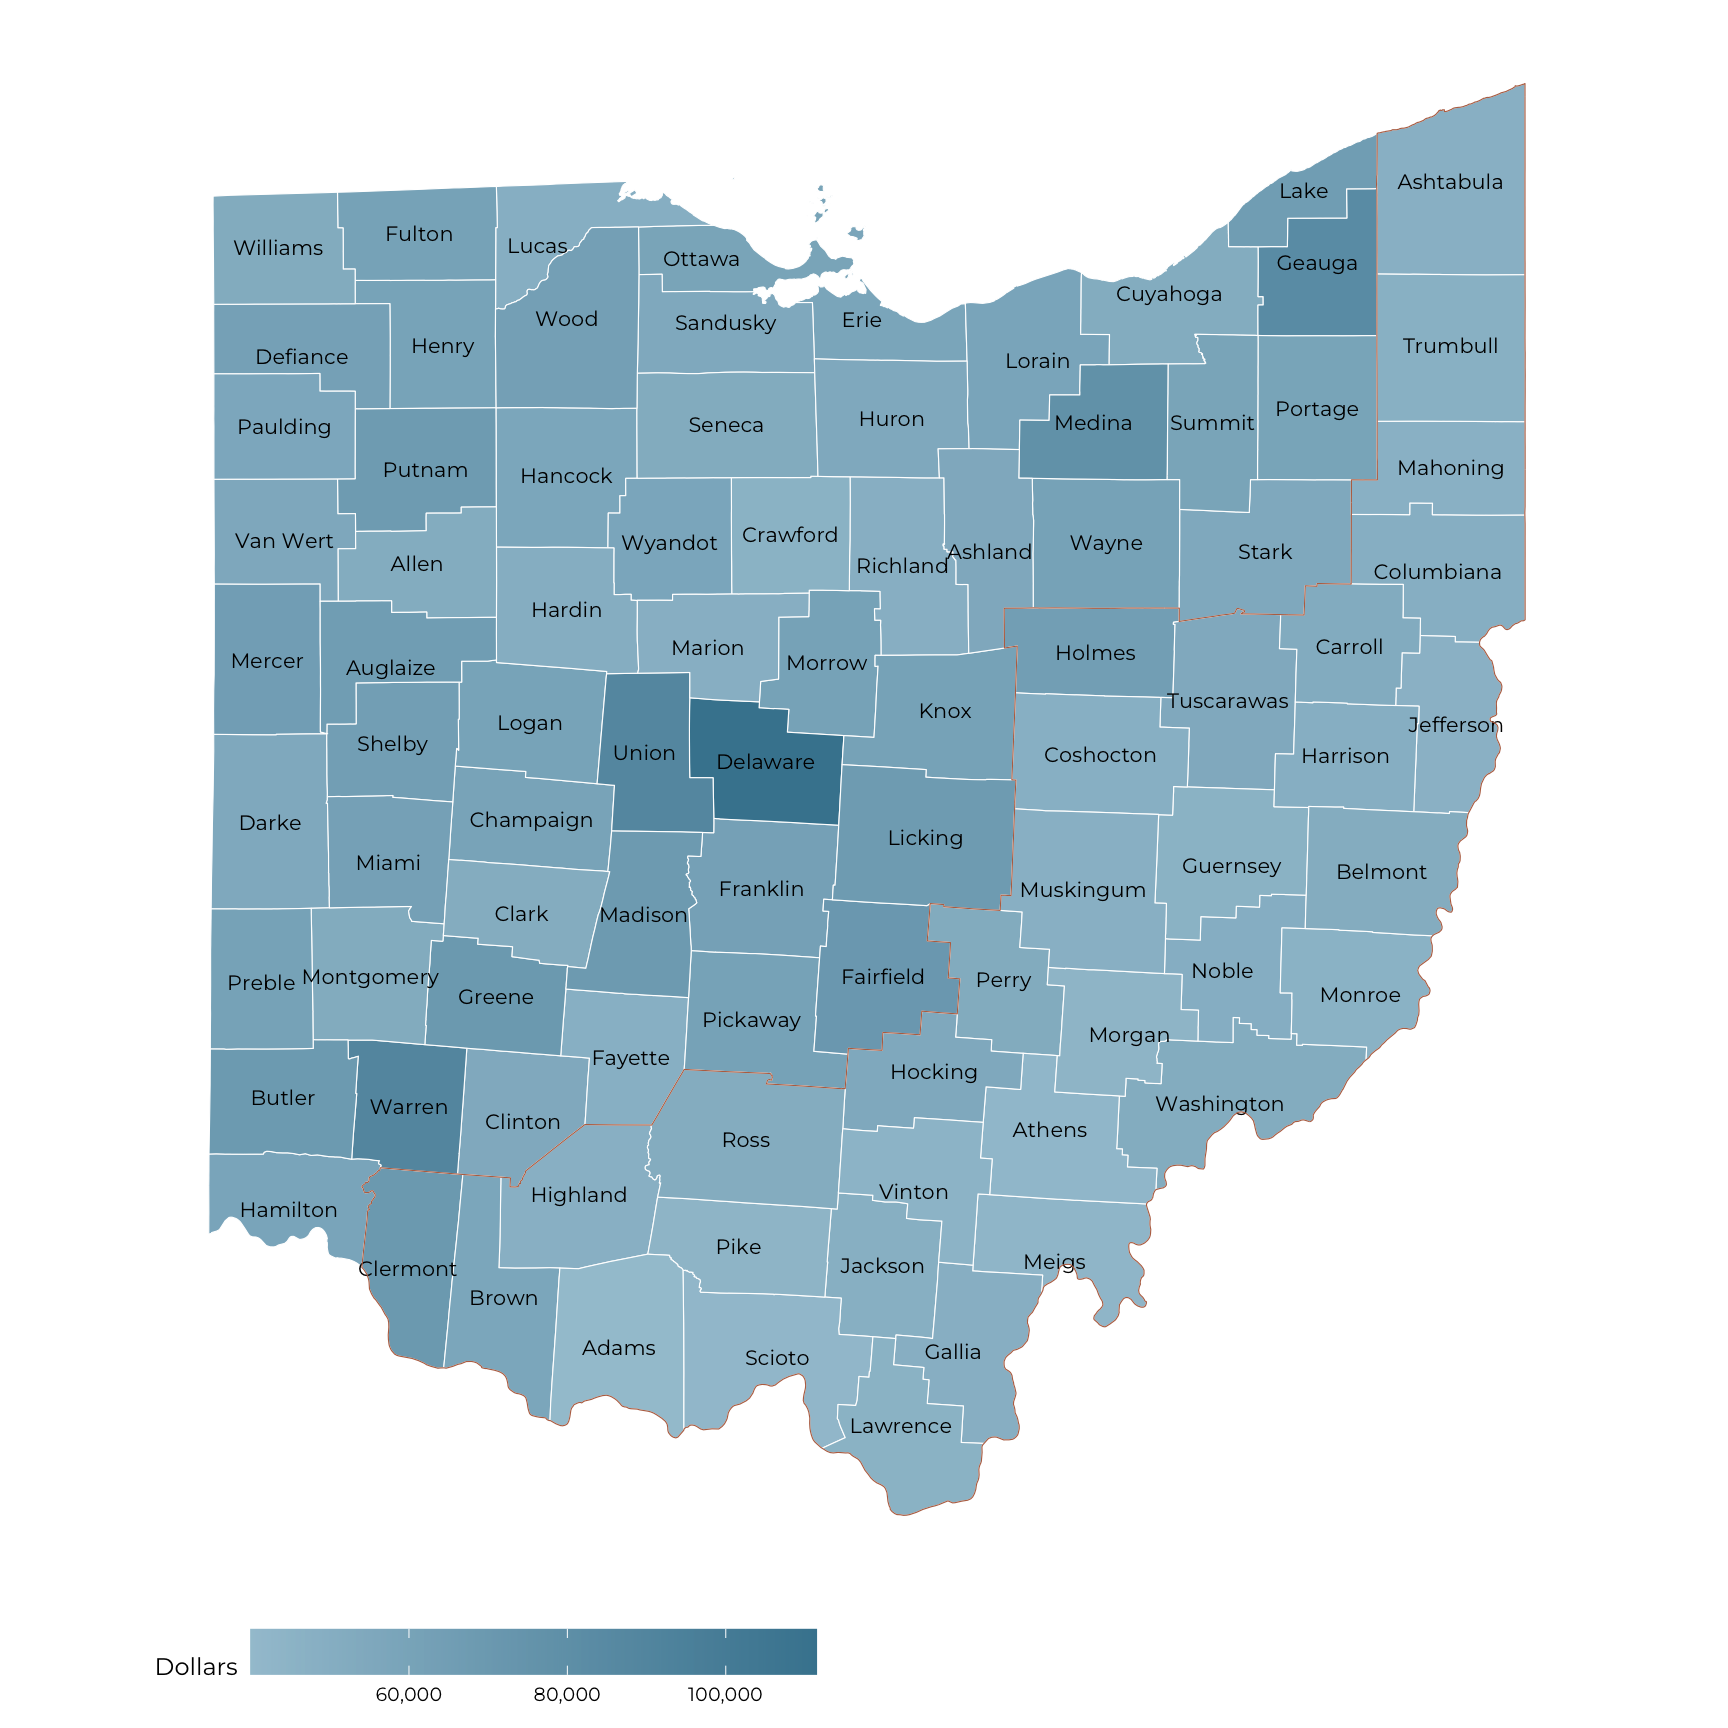 Ashtabula
Lake
Fulton
Williams
Lucas
Ottawa
Geauga
Cuyahoga
Wood
Sandusky
Erie
Henry
Trumbull
Defiance
Lorain
Portage
Huron
Medina
Summit
Seneca
Paulding
Mahoning
Putnam
Hancock
Crawford
Van Wert
Wyandot
Wayne
Ashland
Stark
Allen
Richland
Columbiana
Hardin
Marion
Carroll
Holmes
Mercer
Morrow
Auglaize
Tuscarawas
Knox
Logan
Jefferson
Shelby
Union
Coshocton
Harrison
Delaware
Champaign
Darke
Licking
Miami
Guernsey
Belmont
Franklin
Muskingum
Clark
Madison
Noble
Montgomery
Fairfield
Perry
Preble
Greene
Monroe
Pickaway
Morgan
Fayette
Hocking
Butler
Washington
Warren
Clinton
Athens
Ross
Vinton
Highland
Hamilton
Pike
Meigs
Jackson
Clermont
Brown
Adams
Gallia
Scioto
Lawrence
Dollars
60,000 80,000 100,000